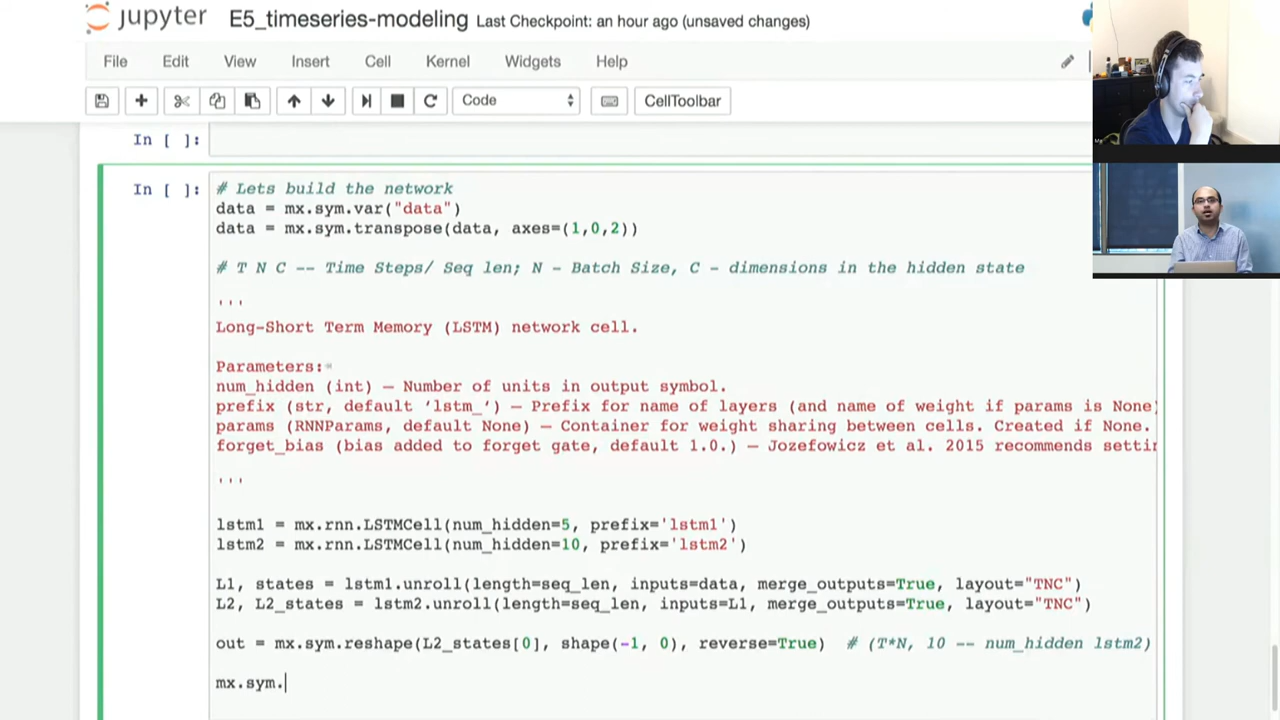 jupyter E5_timeseries-modeling Last Checkpoint: an hour ago (unsaved changes)
File Edit View Insert Cell Kernel Widgets Help
Code CellToolbar
In [ ]:
In [ ]:
# Lets build the network
data = mx.sym.var("data")
data = mx.sym.transpose(data, axes=(1,0,2))
# T N C -- Time Steps/ Seq len; N - Batch Size, C - dimensions in the hidden state
'''
Long-Short Term Memory (LSTM) network cell.
Parameters:
num_hidden (int) – Number of units in output symbol.
prefix (str, default ‘lstm_‘) – Prefix for name of layers (and name of weight if params is None)
params (RNNParams, default None) – Container for weight sharing between cells. Created if None.
forget_bias (bias added to forget gate, default 1.0.) – Jozefowicz et al. 2015 recommends settin
'''
lstm1 = mx.rnn.LSTMCell(num_hidden=5, prefix='lstm1')
lstm2 = mx.rnn.LSTMCell(num_hidden=10, prefix='lstm2')
L1, states = lstm1.unroll(length=seq_len, inputs=data, merge_outputs=True, layout="TNC")
L2, L2_states = lstm2.unroll(length=seq_len, inputs=L1, merge_outputs=True, layout="TNC")
out = mx.sym.reshape(L2_states[0], shape(-1, 0), reverse=True) # (T*N, 10 -- num_hidden lstm2)
mx.sym.